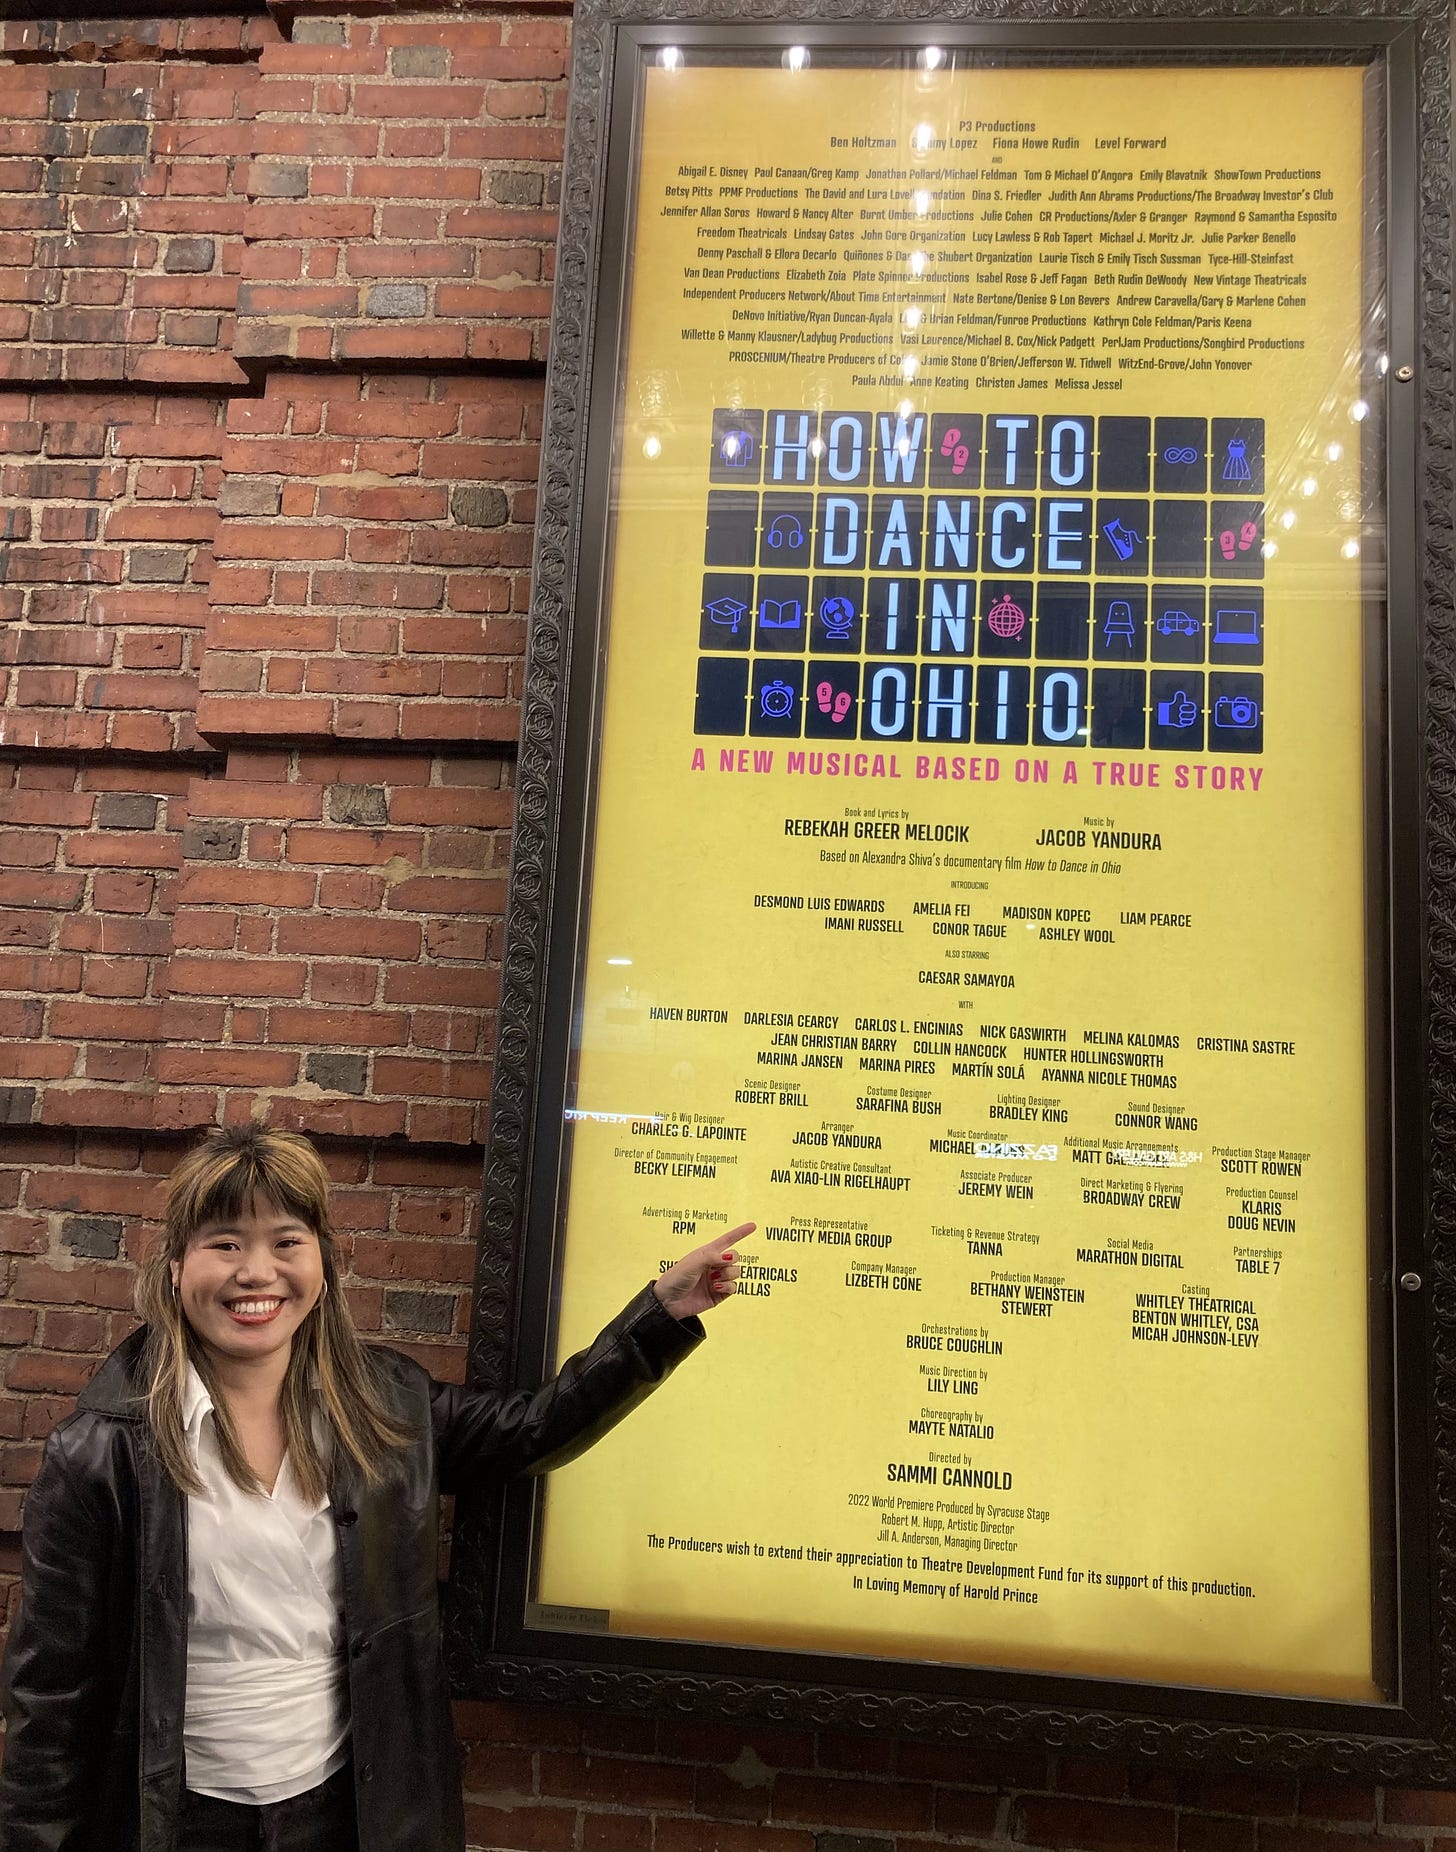 P3 Productions
Ben Holtzman Lopez Fiona Howe Rudin Level Forward
AND
Abigail E. Disney Paul Canaan/Greg Kamp Jonathan Pollard/Michael Feldman Tom & Michael D'Angora Emily Blavatnik ShowTown Productions
Betsy Pitts PPMF Productions The David and Lura Dina S. Friedler Judith Ann Abrams Productions/The Broadway Investor's Club
Jennifer Allan Soros Howard & Nancy Alter Burnt Umber Productions Julie Cohen CR Productions/Axler & Granger Raymond & Samantha Esposito
Freedom Theatricals Lindsay Gates John Gore Organization Lucy Lawless & Rob Tapert Michael J. Moritz Jr. Julie Parker Benello
Denny Paschall & Ellora Decarlo Quiñones & Shubert Organization Laurie Tisch & Emily Tisch Sussman Tyce-Hill-Steinfast
Van Dean Productions Elizabeth Zoia Plate Spinner Productions Isabel Rose & Jeff Fagan Beth Rudin DeWoody New Vintage Theatricals
Independent Producers Network/About Time Entertainment Nate Bertone/Denise & Lon Bevers Andrew Caravella/Gary & Marlene Cohen
DeNovo Initiative/Ryan Duncan-Ayala & Brian Feldman/Funroe Productions Kathryn Cole Feldman/Paris Keena
Willette & Manny Klausner/Ladybug Productions Vasi Laurence/Michael B. Cox/Nick Padgett PerlJam Productions/Songbird Productions
PROSCENIUM/Theatre Producers of Jamie Stone O'Brien/Jefferson W. Tidwell WitzEnd-Grove/John Yonover
Paula Abdul Anne Keating Christen James Melissa Jessel
HOW 1 2 TO
DANCE 3 4
IN
5 6 OHIO
A NEW MUSICAL BASED ON A TRUE STORY
Book and Lyrics by Music by
REBEKAH GREER MELOCIK JACOB YANDURA
Based on Alexandra Shiva's documentary film How to Dance in Ohio
INTRODUCING
DESMOND LUIS EDWARDS AMELIA FEI MADISON KOPEC LIAM PEARCE
IMANI RUSSELL CONOR TAGUE ASHLEY WOOL
ALSO STARRING
CAESAR SAMAYOA
WITH
HAVEN BURTON DARLESIA CEARCY CARLOS L. ENCINIAS NICK GASWIRTH MELINA KALOMAS CRISTINA SASTRE
JEAN CHRISTIAN BARRY COLLIN HANCOCK HUNTER HOLLINGSWORTH
MARINA JANSEN MARINA PIRES MARTÍN SOLÁ AYANNA NICOLE THOMAS
Scenic Designer Costume Designer Lighting Designer Sound Designer
ROBERT BRILL SARAFINA BUSH BRADLEY KING CONNOR WANG
Hair & Wig Designer Arranger Music Coordinator Additional Music Arrangements Production Stage Manager
CHARLES G. LAPOINTE JACOB YANDURA MICHAEL MATT SCOTT ROWEN
Director of Community Engagement Autistic Creative Consultant Associate Producer Direct Marketing & Flyering Production Counsel
BECKY LEIFMAN AVA XIAO-LIN RIGELHAUPT JEREMY WEIN BROADWAY CREW KLARIS
DOUG NEVIN
Advertising & Marketing Press Representative Ticketing & Revenue Strategy Social Media Partnerships
RPM VIVACITY MEDIA GROUP TANNA MARATHON DIGITAL TABLE 7
Company Manager Production Manager Casting
LIZBETH CONE BETHANY WEINSTEIN WHITLEY THEATRICAL
STEWERT BENTON WHITLEY, CSA
MICAH JOHNSON-LEVY
Orchestrations by
BRUCE COUGHLIN
Music Direction by
LILY LING
Choreography by
MAYTE NATALIO
Directed by
SAMMI CANNOLD
2022 World Premiere Produced by Syracuse Stage
Robert M. Hupp, Artistic Director
Jill A. Anderson, Managing Director
The Producers wish to extend their appreciation to Theatre Development Fund for its support of this production.
In Loving Memory of Harold Prince